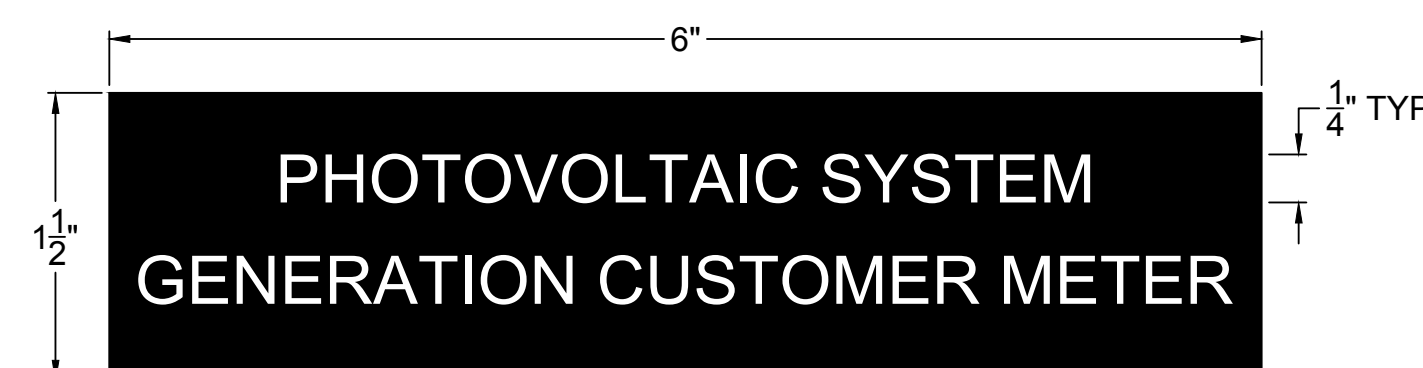 6"
1/4" TYP
1 1/2"
PHOTOVOLTAIC SYSTEM
GENERATION CUSTOMER METER